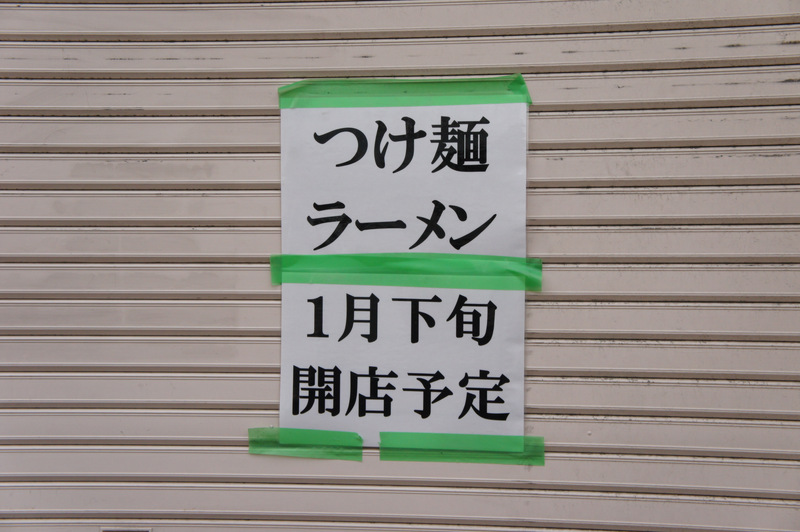 つけ麺
ラーメン
1月下旬
開店予定